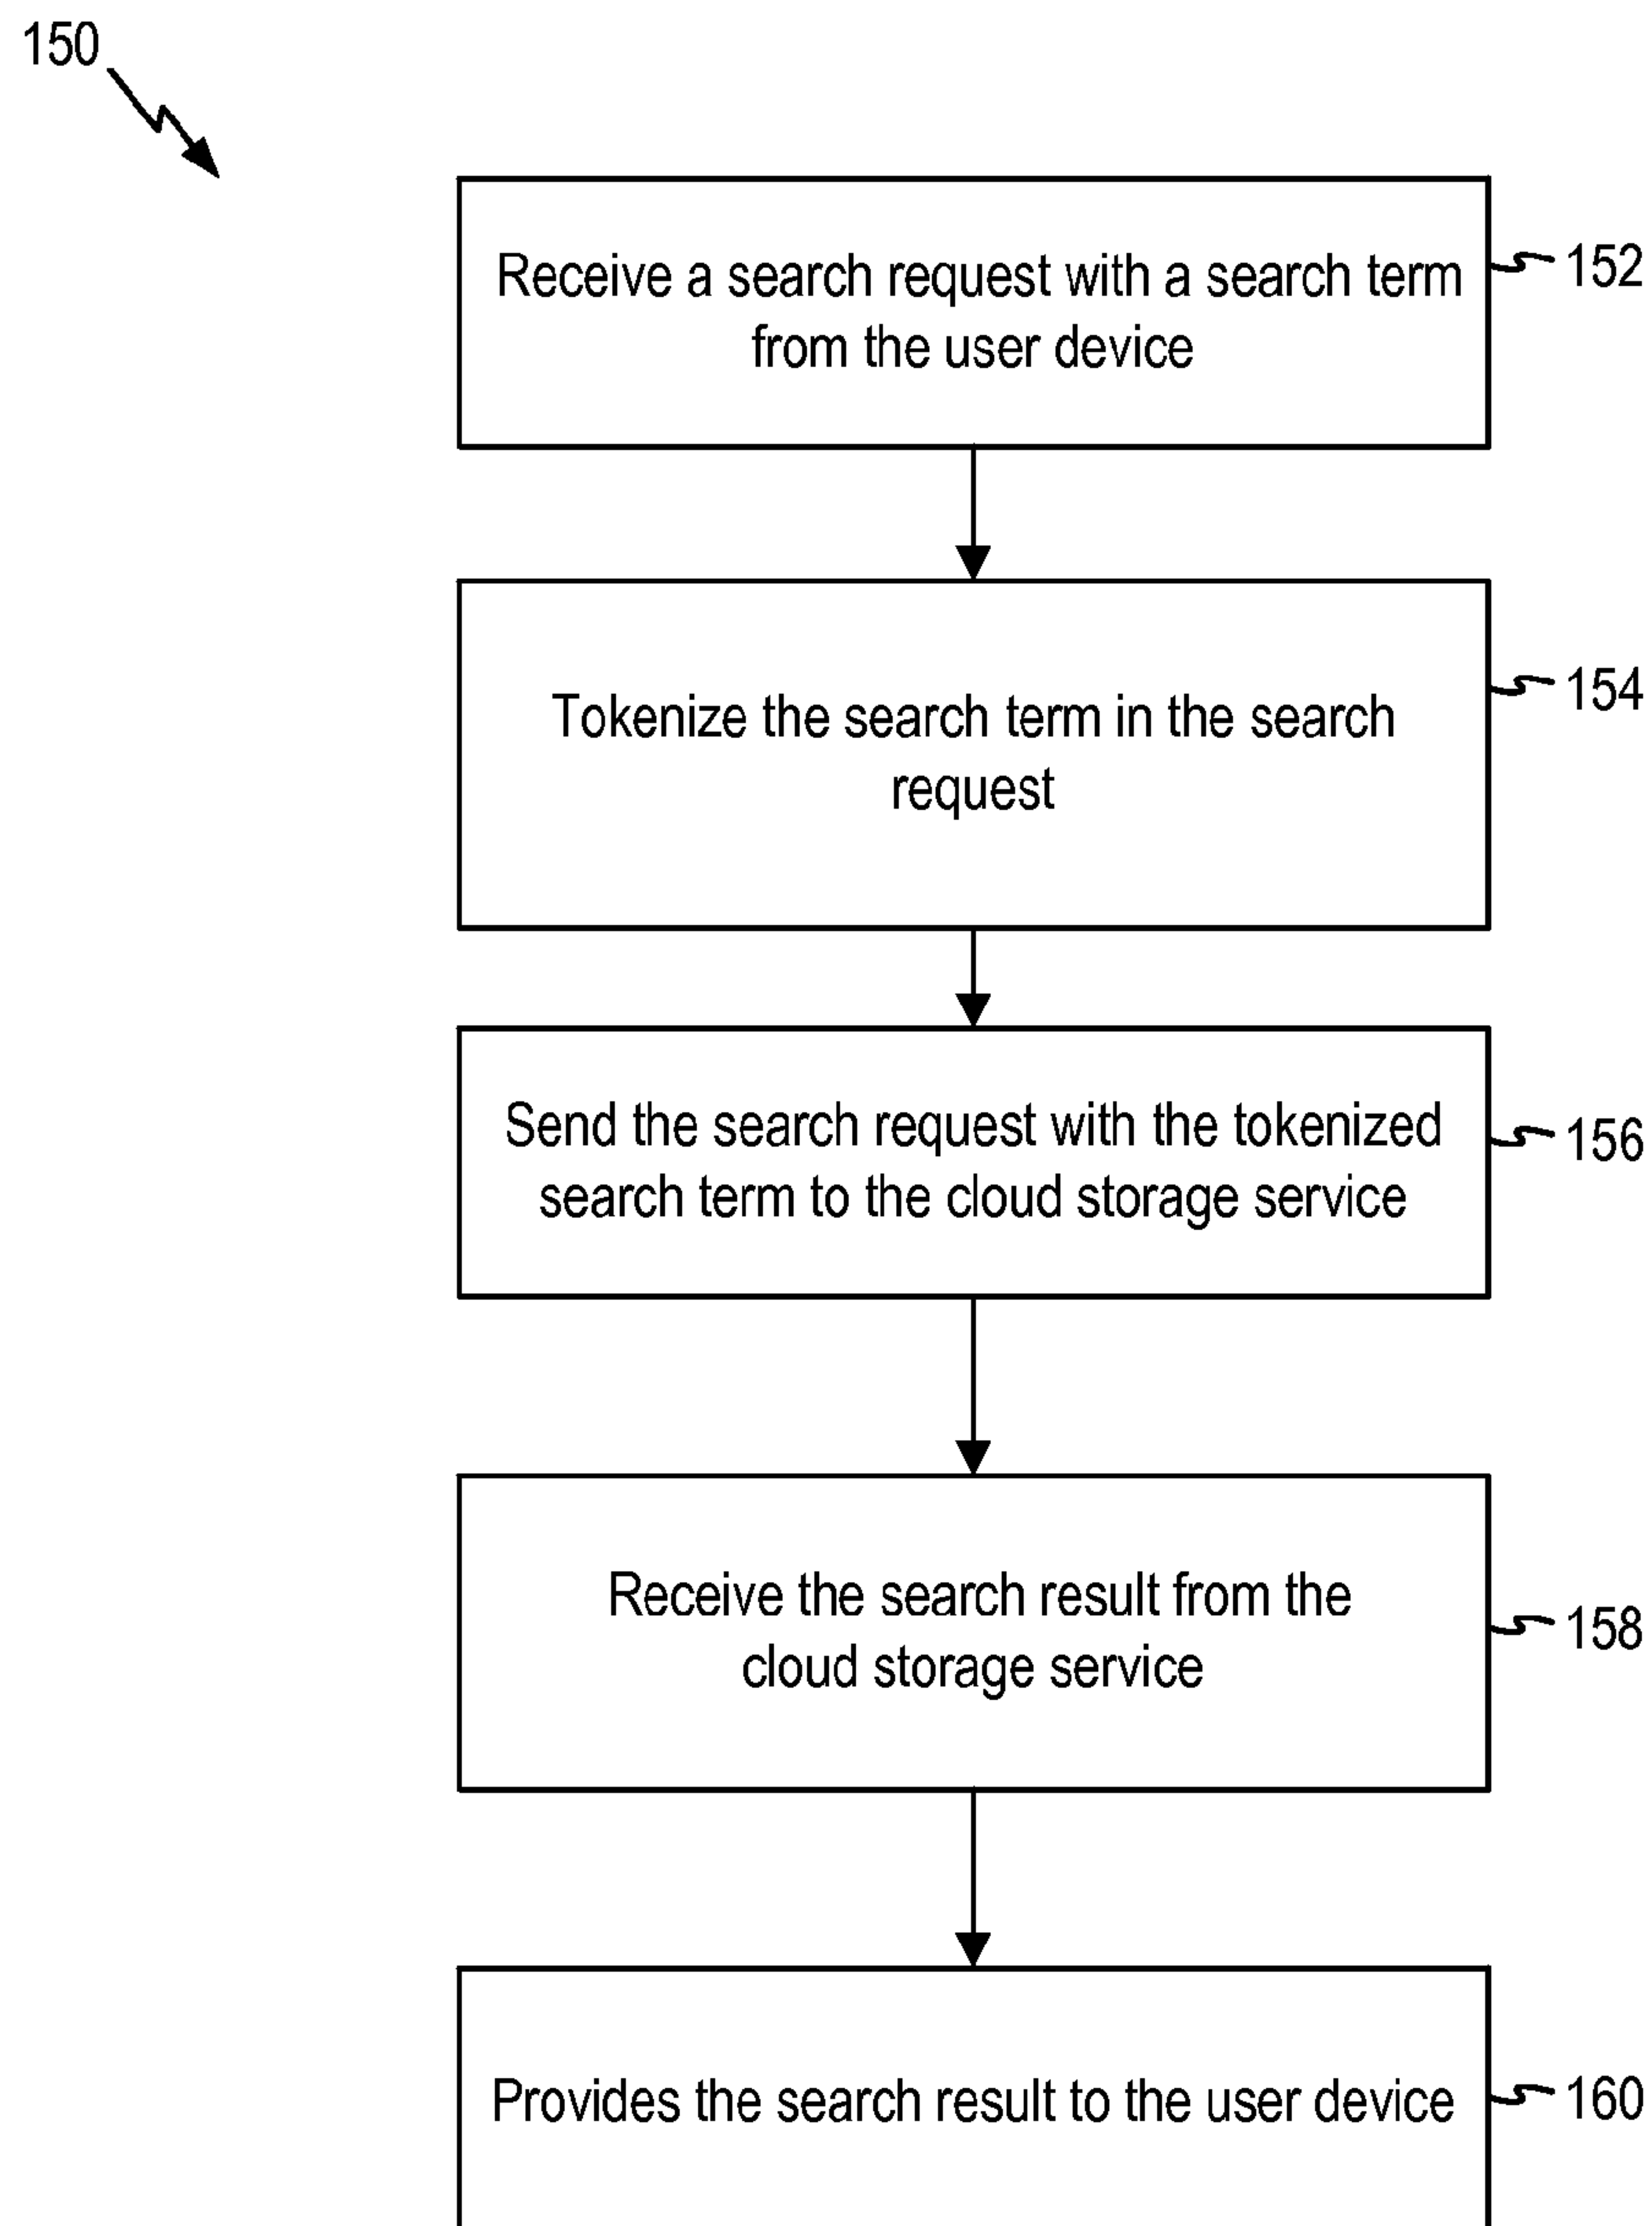 150
Receive a search request with a search term
from the user device
152
Tokenize the search term in the search
request
154
Send the search request with the tokenized
search term to the cloud storage service
156
Receive the search result from the
cloud storage service
158
Provides the search result to the user device
160